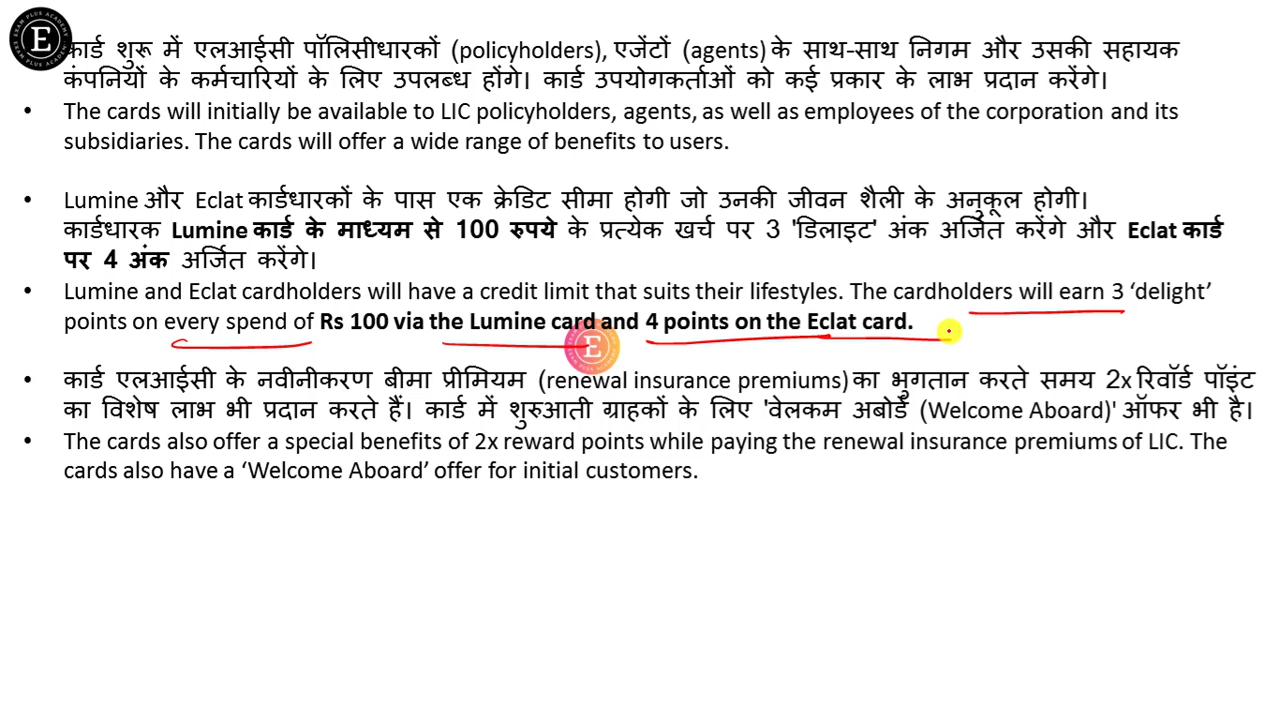 EXAM PLUS ACADEMY
E
कार्ड शुरू में एलआईसी पॉलिसीधारकों (policyholders), एजेंटों (agents) के साथ-साथ निगम और उसकी सहायक
कंपनियों के कर्मचारियों के लिए उपलब्ध होंगे। कार्ड उपयोगकर्ताओं को कई प्रकार के लाभ प्रदान करेंगे।
• The cards will initially be available to LIC policyholders, agents, as well as employees of the corporation and its
subsidiaries. The cards will offer a wide range of benefits to users.
• Lumine और Eclat कार्डधारकों के पास एक क्रेडिट सीमा होगी जो उनकी जीवन शैली के अनुकूल होगी।
कार्डधारक Lumine कार्ड के माध्यम से 100 रुपये के प्रत्येक खर्च पर 3 'डिलाइट' अंक अर्जित करेंगे और Eclat कार्ड
पर 4 अंक अर्जित करेंगे।
• Lumine and Eclat cardholders will have a credit limit that suits their lifestyles. The cardholders will earn 3 ‘delight’
points on every spend of Rs 100 via the Lumine card and 4 points on the Eclat card.
E
• कार्ड एलआईसी के नवीनीकरण बीमा प्रीमियम (renewal insurance premiums) का भुगतान करते समय 2x रिवॉर्ड पॉइंट
का विशेष लाभ भी प्रदान करते हैं। कार्ड में शुरुआती ग्राहकों के लिए 'वेलकम अबोर्ड (Welcome Aboard)' ऑफर भी है।
• The cards also offer a special benefits of 2x reward points while paying the renewal insurance premiums of LIC. The
cards also have a ‘Welcome Aboard’ offer for initial customers.